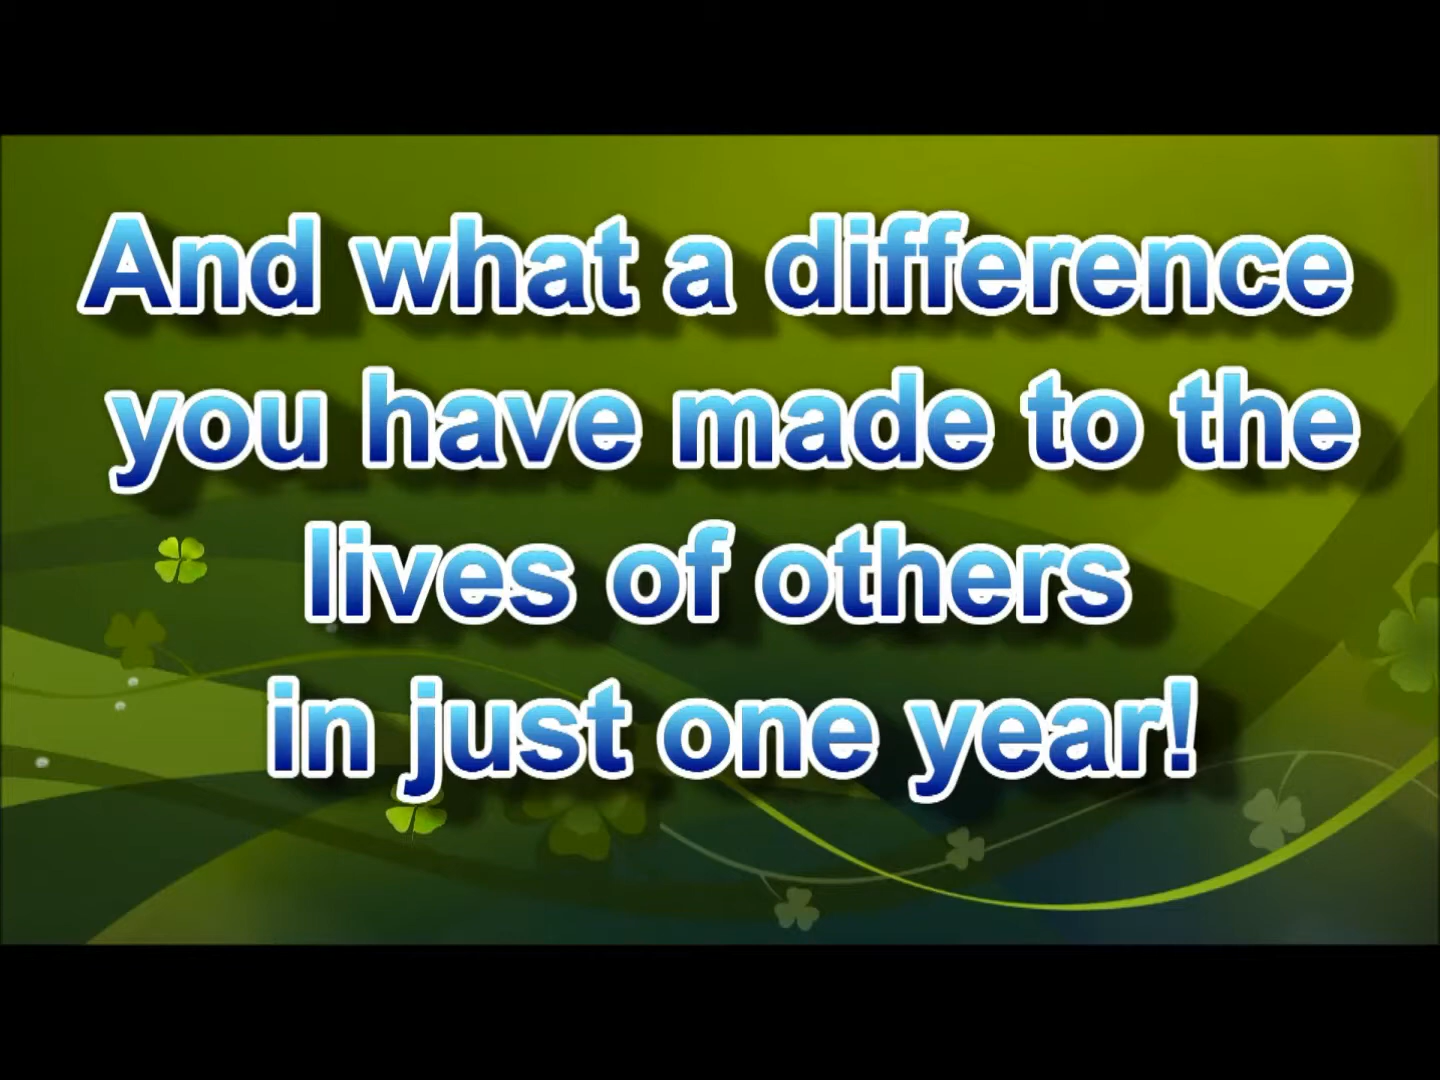 And what a difference
you have made to the
lives of others
in just one year!